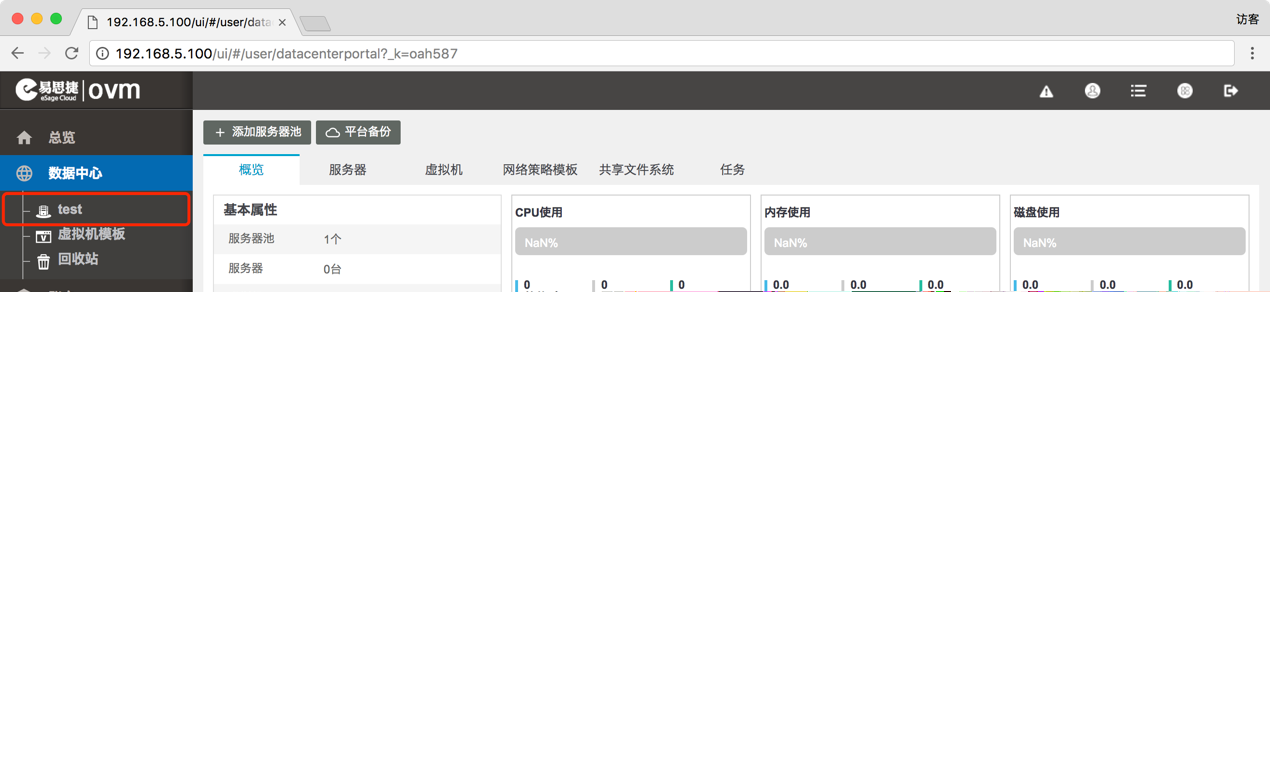 192.168.5.100/ui/#/user/data
访客
192.168.5.100/ui/#/user/datacenterportal?_k=oah587
易思捷 eSage Cloud ovm
总览
数据中心
test
虚拟机模板
回收站
添加服务器池
平台备份
概览
服务器
虚拟机
网络策略模板
共享文件系统
任务
基本属性
服务器池 1个
服务器 0台
CPU使用
NaN%
0 0 0
内存使用
NaN%
0.0 0.0 0.0
磁盘使用
NaN%
0.0 0.0 0.0